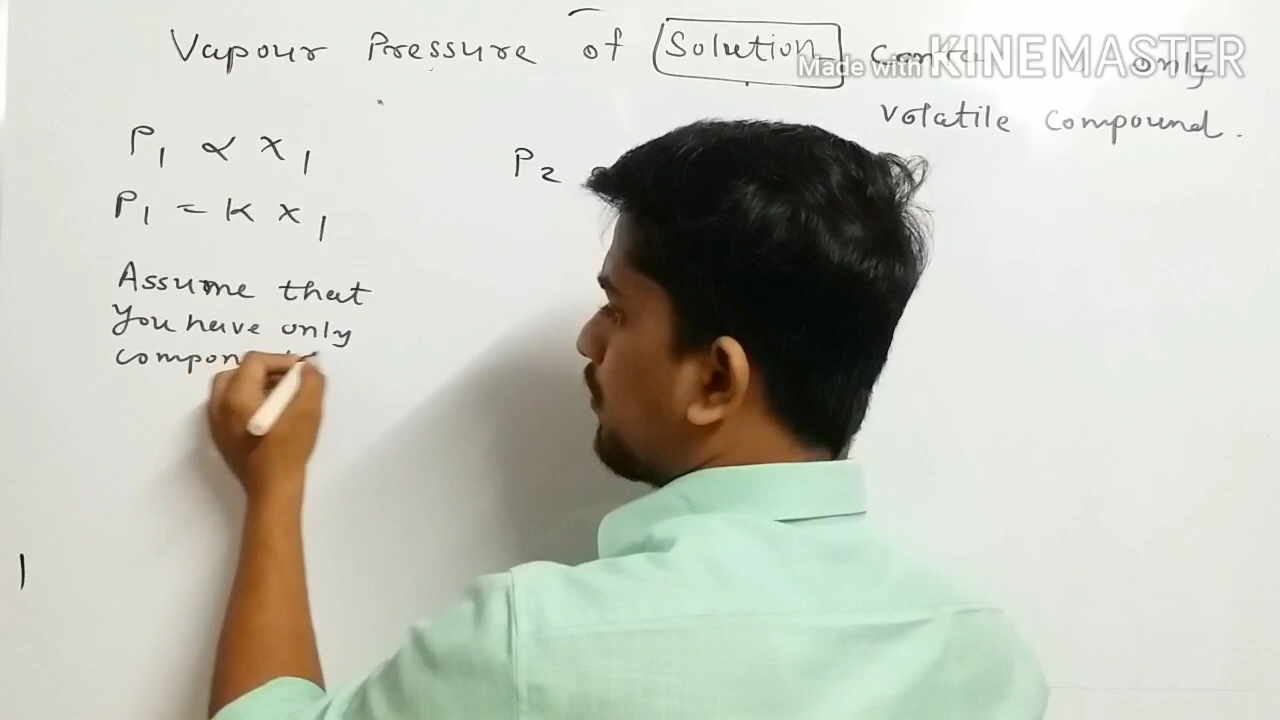 Vapour Pressure of Solution only
Made with KINEMASTER
volatile compound.
P1 ∝ x1
P2
P1 = K x1
Assume that
you have only